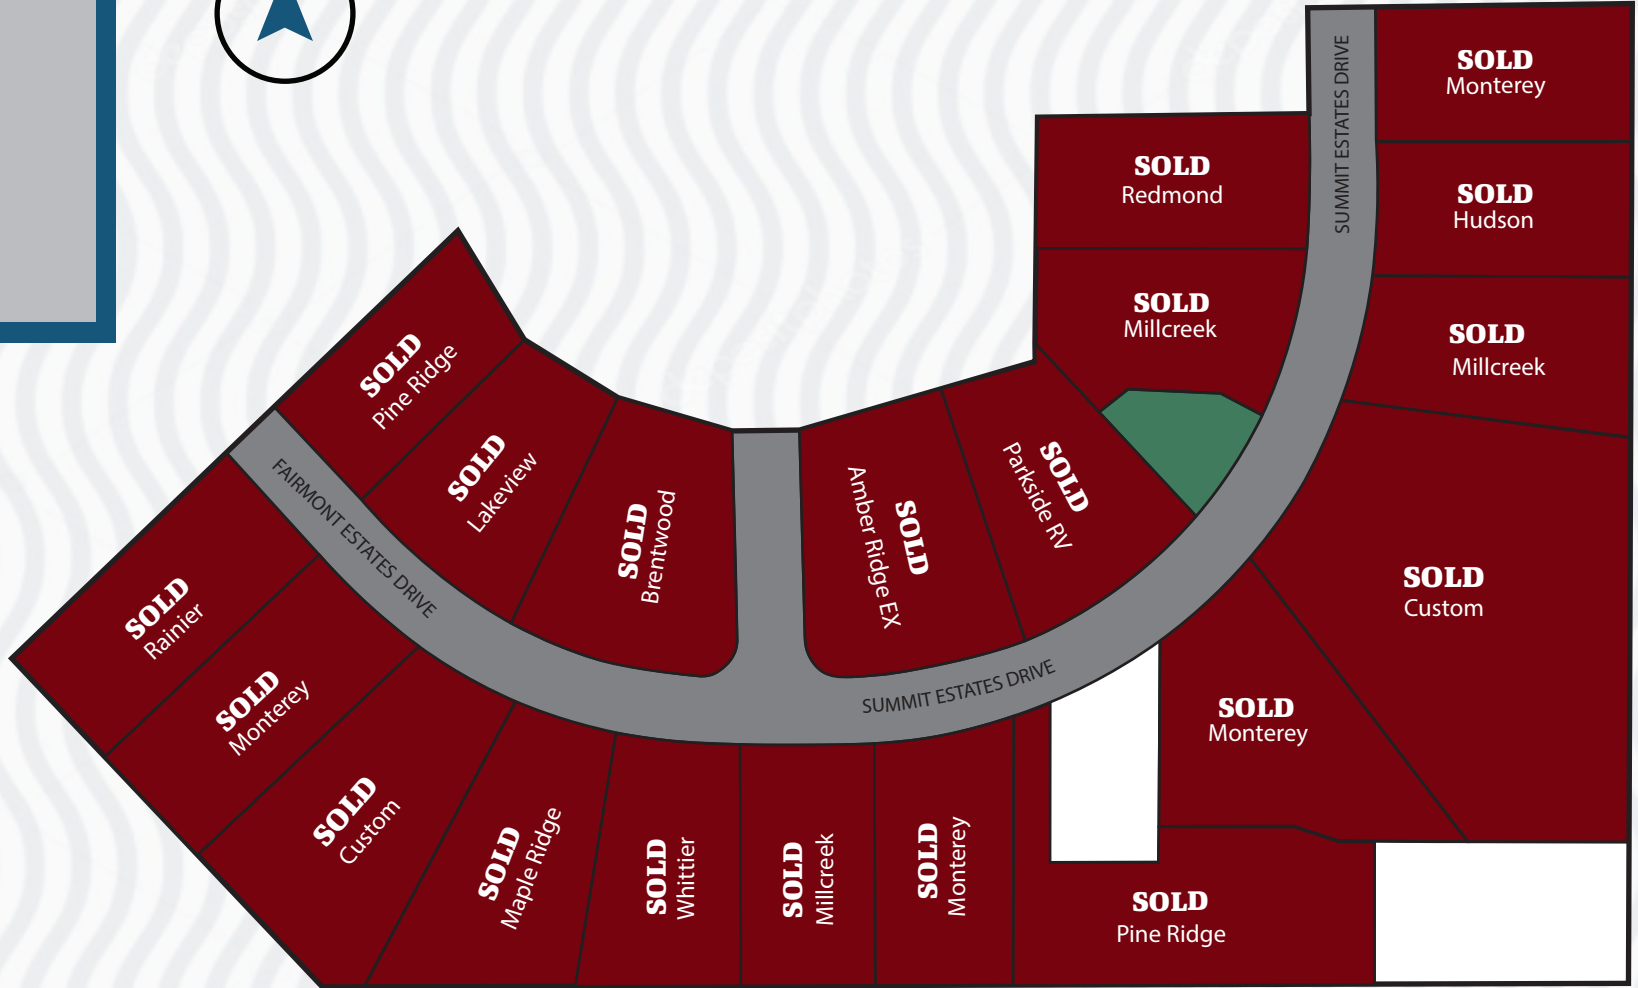 SUMMIT ESTATES DRIVE
SOLD
Monterey
SOLD
Redmond
SOLD
Hudson
SOLD
Millcreek
SOLD
Millcreek
SOLD
Pine Ridge
SOLD
Lakeview
SOLD
Brentwood
SOLD
Amber Ridge EX
SOLD
Parkside RV
FAIRMONT ESTATES DRIVE
SOLD
Custom
SOLD
Rainier
SOLD
Monterey
SUMMIT ESTATES DRIVE
SOLD
Monterey
SOLD
Custom
SOLD
Maple Ridge
SOLD
Whittier
SOLD
Millcreek
SOLD
Monterey
SOLD
Pine Ridge